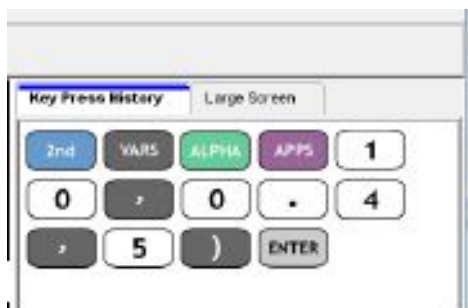 Key Press History Large Screen
2nd VARS ALPHA APPS 1
0 , 0 . 4
, 5 ) ENTER